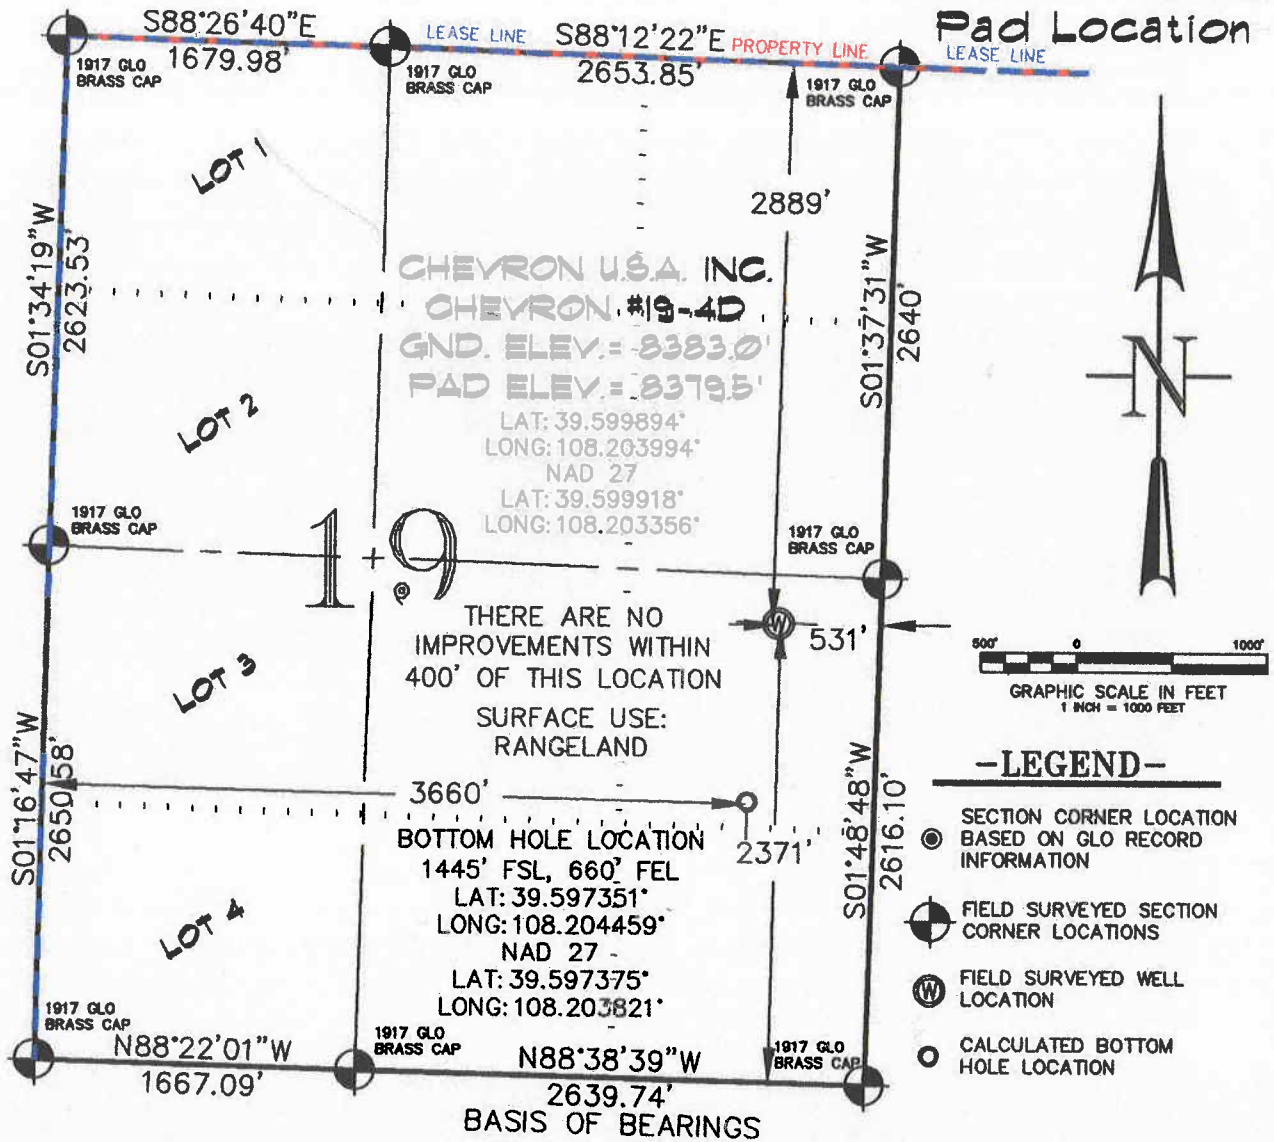 Pad Location
S88°26'40"E
1679.98'
LEASE LINE
S88°12'22"E
2653.85'
PROPERTY LINE
LEASE LINE
1917 GLO
BRASS CAP
1917 GLO
BRASS CAP
1917 GLO
BRASS CAP
LOT 1
2889'
S01°34'19"W
2623.53'
S01°37'31"W
2640'
CHEVRON U.S.A. INC.
CHEVRON #19-4D
GND. ELEV.= 8383.0'
PAD ELEV.= 8379.5'
LAT: 39.599894°
LONG: 108.203994°
NAD 27
LAT: 39.599918°
LONG: 108.203356°
LOT 2
N
1917 GLO
BRASS CAP
19
1917 GLO
BRASS CAP
THERE ARE NO
IMPROVEMENTS WITHIN
400' OF THIS LOCATION
SURFACE USE:
RANGELAND
W
531'
500' 0 1000'
GRAPHIC SCALE IN FEET
1 INCH = 1000 FEET
LOT 3
S01°16'47"W
2650.58'
3660'
2371'
S01°48'48"W
2616.10'
BOTTOM HOLE LOCATION
1445' FSL, 660' FEL
LAT: 39.597351°
LONG: 108.204459°
NAD 27
LAT: 39.597375°
LONG: 108.203821°
LOT 4
-LEGEND-
SECTION CORNER LOCATION
BASED ON GLO RECORD
INFORMATION
FIELD SURVEYED SECTION
CORNER LOCATIONS
W
FIELD SURVEYED WELL
LOCATION
CALCULATED BOTTOM
HOLE LOCATION
1917 GLO
BRASS CAP
1917 GLO
BRASS CAP
1917 GLO
BRASS CAP
N88°22'01"W
1667.09'
N88°38'39"W
2639.74'
BASIS OF BEARINGS